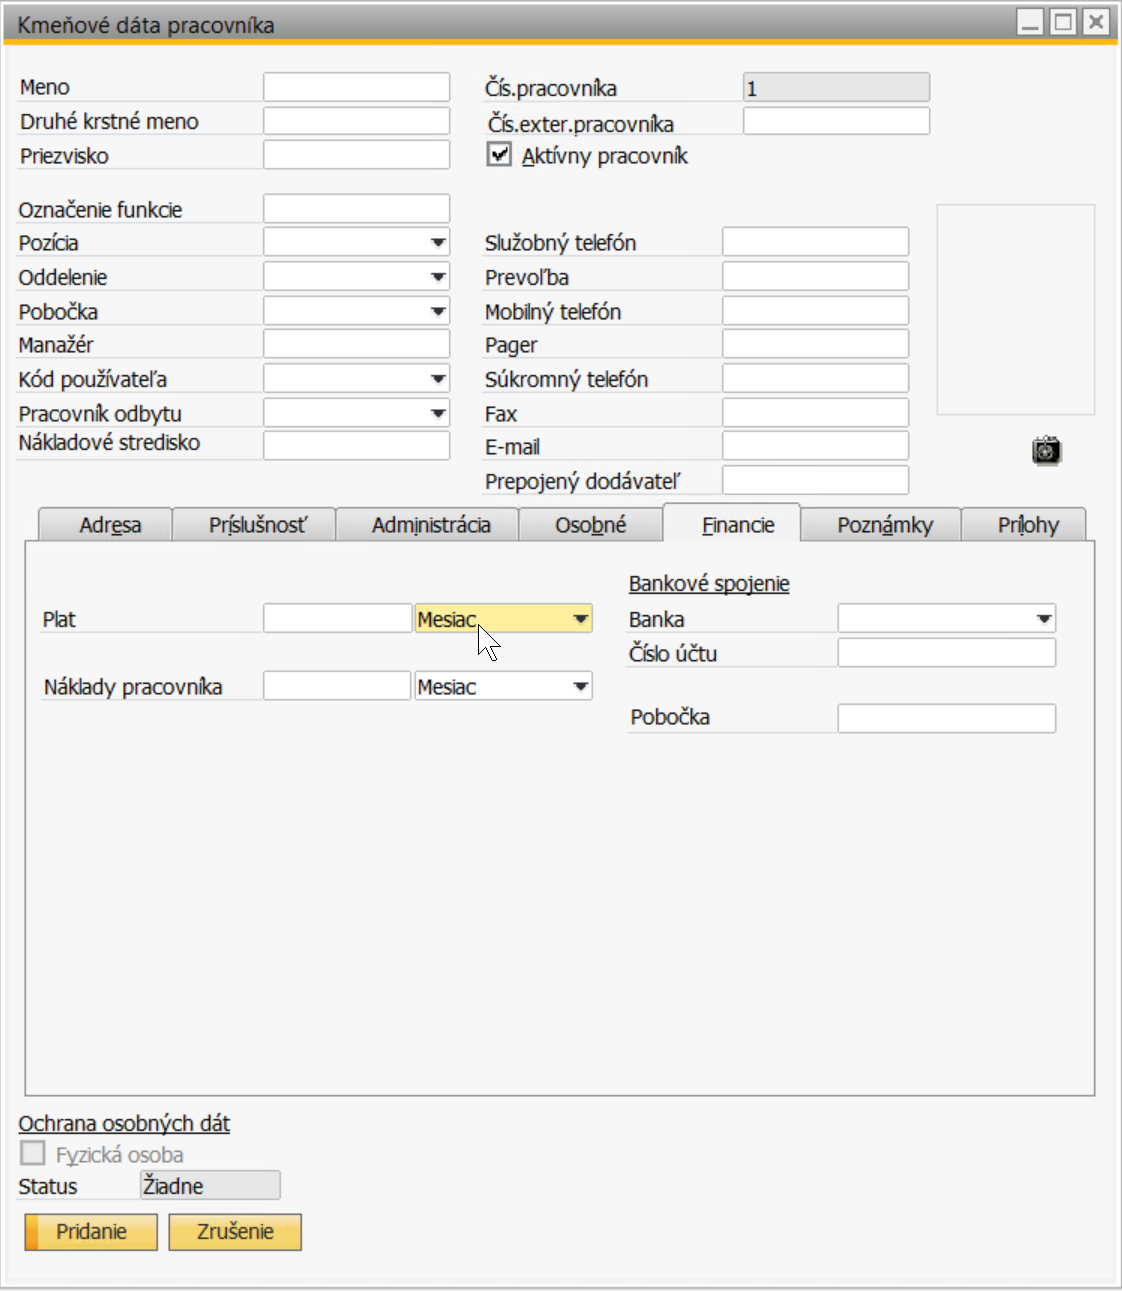 Kmeňové dáta pracovníka
Meno
Druhé krstné meno
Priezvisko
Čís.pracovníka 1
Čís.exter.pracovníka
Aktívny pracovník
Označenie funkcie
Pozícia
Oddelenie
Pobočka
Manažér
Kód používateľa
Pracovník odbytu
Nákladové stredisko
Služobný telefón
Prevoľba
Mobilný telefón
Pager
Súkromný telefón
Fax
E-mail
Prepojený dodávateľ
Adresa Príslušnosť Administrácia Osobné Financie Poznámky Prílohy
Plat Mesiac
Náklady pracovníka Mesiac
Bankové spojenie
Banka
Číslo účtu
Pobočka
Ochrana osobných dát
Fyzická osoba
Status Žiadne
Pridanie Zrušenie